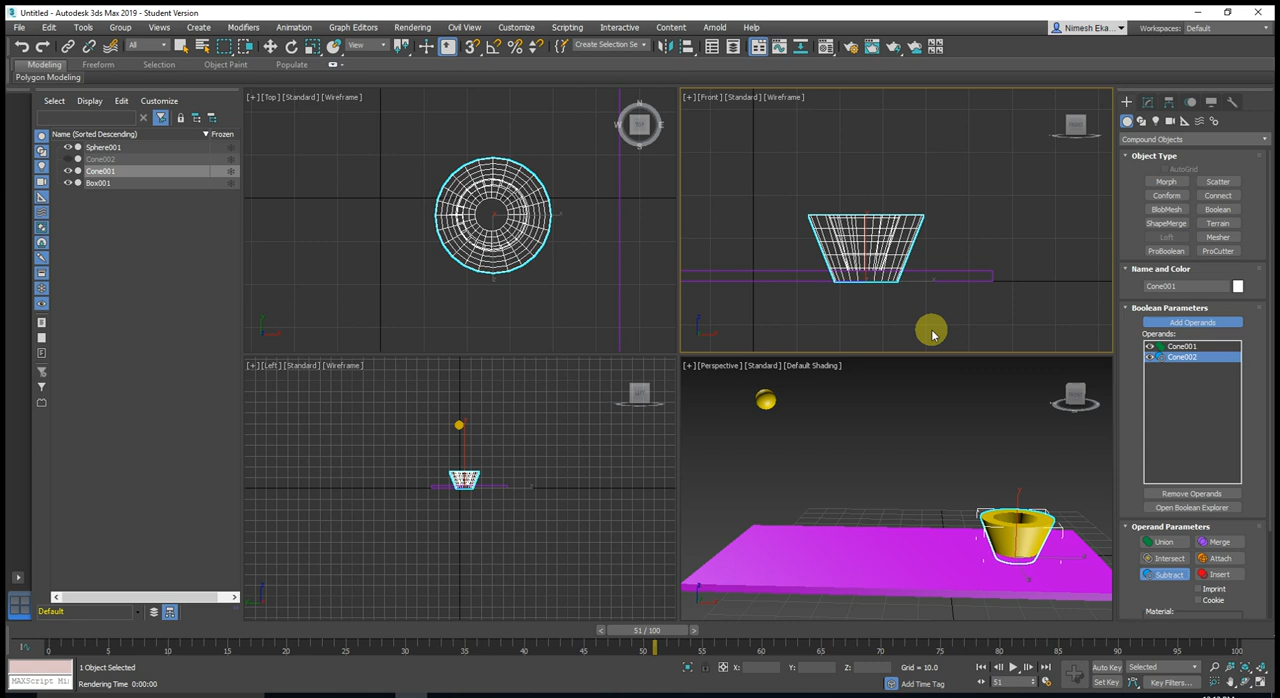 Untitled - Autodesk 3ds Max 2019 - Student Version
File Edit Tools Group Views Create Modifiers Animation Graph Editors Rendering Civil View Customize Scripting Interactive Content Arnold Help
Nimesh Eka... Workspaces: Default
All View Create Selection Se
Modeling Freeform Selection Object Paint Populate
Polygon Modeling
Select Display Edit Customize
Name (Sorted Descending) Frozen
Sphere001
Cone002
Cone001
Box001
Default
[+] [Top] [Standard] [Wireframe]
N
W TOP E
[+] [Front] [Standard] [Wireframe]
FRONT
[+] [Left] [Standard] [Wireframe]
LEFT
[+] [Perspective] [Standard] [Default Shading]
FRONT
Compound Objects
Object Type
AutoGrid
Morph Scatter
Conform Connect
BlobMesh Boolean
ShapeMerge Terrain
Loft Mesher
ProBoolean ProCutter
Name and Color
Cone001
Boolean Parameters
Add Operands
Operands:
Cone001
Cone002
Remove Operands
Open Boolean Explorer
Operand Parameters
Union Merge
Intersect Attach
Subtract Insert
Imprint
Cookie
Material:
51 / 100
0 5 10 15 20 25 30 35 40 45 50 55 60 65 70 75 80 85 90 95 100
1 Object Selected
MAXScript Mi
Rendering Time 0:00:00
X: Y: Z: Grid = 10.0
Add Time Tag
51
Auto Key Selected
Set Key Key Filters...